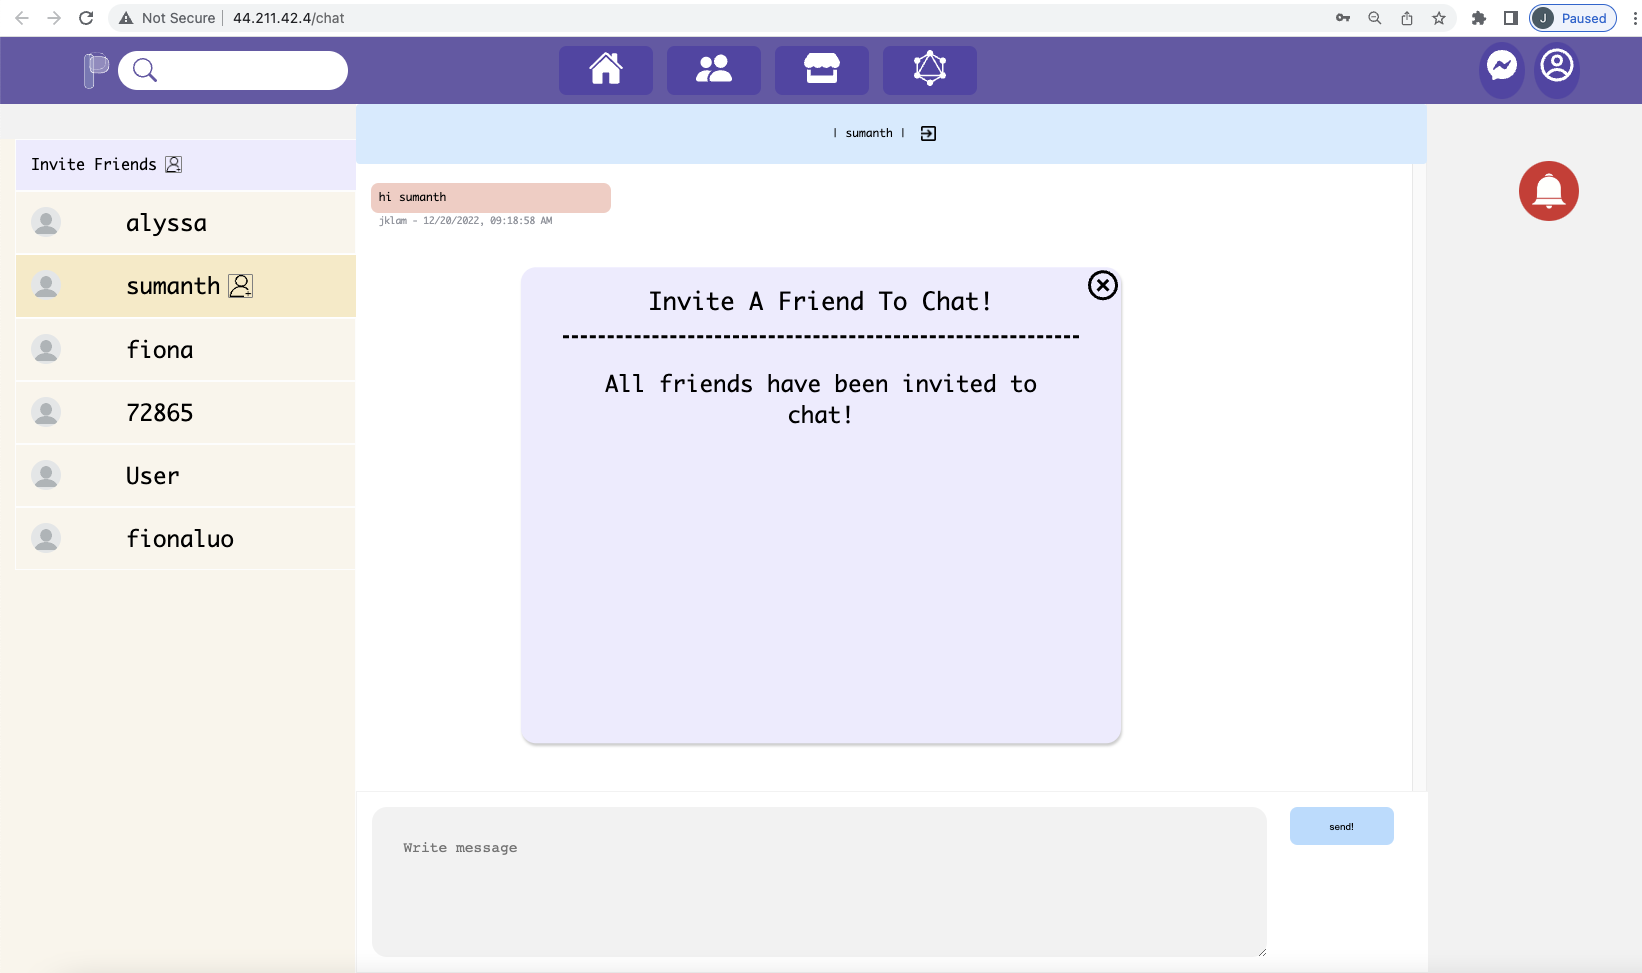 Not Secure
44.211.42.4/chat
J
Paused
P
| sumanth |
Invite Friends
alyssa
sumanth
fiona
72865
User
fionaluo
hi sumanth
jklam - 12/20/2022, 09:18:58 AM
Invite A Friend To Chat!
All friends have been invited to
chat!
Write message
send!